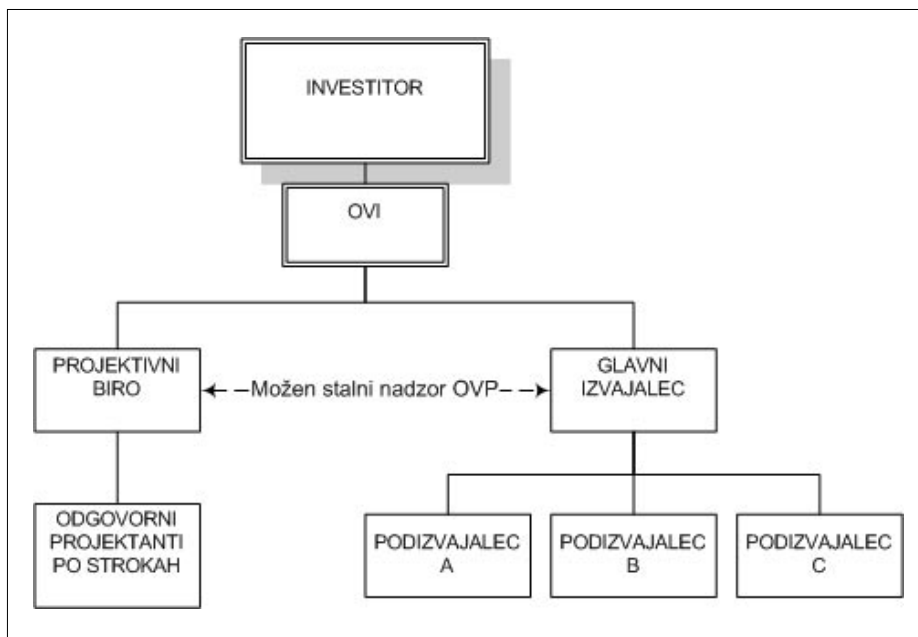 INVESTITOR
OVI
PROJEKTIVNI
BIRO
Možen stalni nadzor OVP
GLAVNI
IZVAJALEC
ODGOVORNI
PROJEKTANTI
PO STROKAH
PODIZVAJALEC
A
PODIZVAJALEC
B
PODIZVAJALEC
C